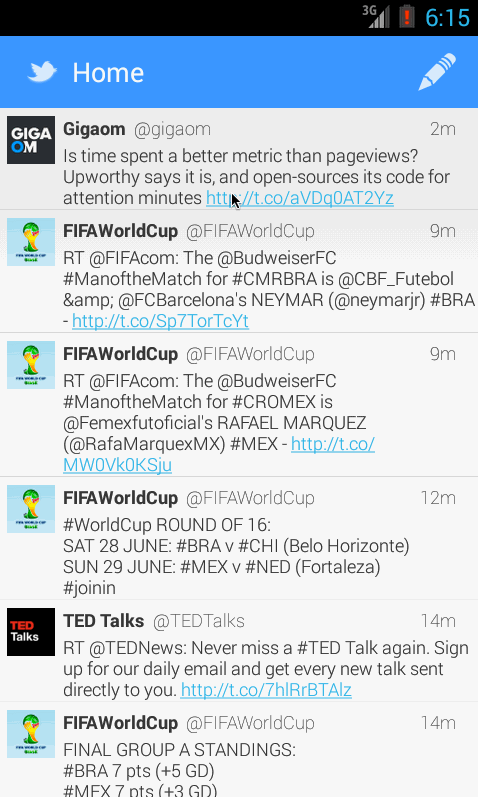 3G 6:15
Home
GIGA
OM
Gigaom @gigaom 2m
Is time spent a better metric than pageviews?
Upworthy says it is, and open-sources its code for
attention minutes http://t.co/aVDq0AT2Yz
FIFAWorldCup @FIFAWorldCup 9m
RT @FIFAcom: The @BudweiserFC
#ManoftheMatch for #CMRBRA is @CBF_Futebol
&amp; @FCBarcelona's NEYMAR (@neymarjr) #BRA
- http://t.co/Sp7TorTcYt
FIFAWorldCup @FIFAWorldCup 9m
RT @FIFAcom: The @BudweiserFC
#ManoftheMatch for #CROMEX is
@Femexfutoficial's RAFAEL MARQUEZ
(@RafaMarquexMX) #MEX - http://t.co/
MW0Vk0KSju
FIFAWorldCup @FIFAWorldCup 12m
#WorldCup ROUND OF 16:
SAT 28 JUNE: #BRA v #CHI (Belo Horizonte)
SUN 29 JUNE: #MEX v #NED (Fortaleza)
#joinin
TED
Talks
TED Talks @TEDTalks 14m
RT @TEDNews: Never miss a #TED Talk again. Sign
up for our daily email and get every new talk sent
directly to you. http://t.co/7hlRrBTAlz
FIFAWorldCup @FIFAWorldCup 14m
FINAL GROUP A STANDINGS:
#BRA 7 pts (+5 GD)
#MEX 7 pts (+3 GD)